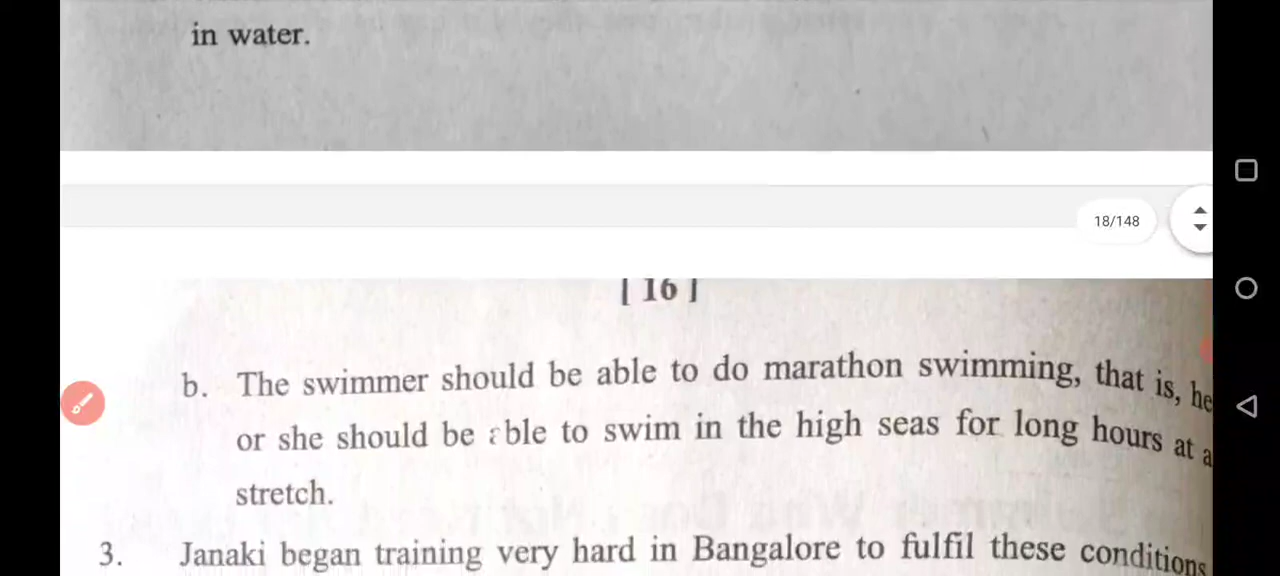 in water.
18/148
[ 16 ]
b. The swimmer should be able to do marathon swimming, that is, he
or she should be able to swim in the high seas for long hours at a
stretch.
3. Janaki began training very hard in Bangalore to fulfil these conditions